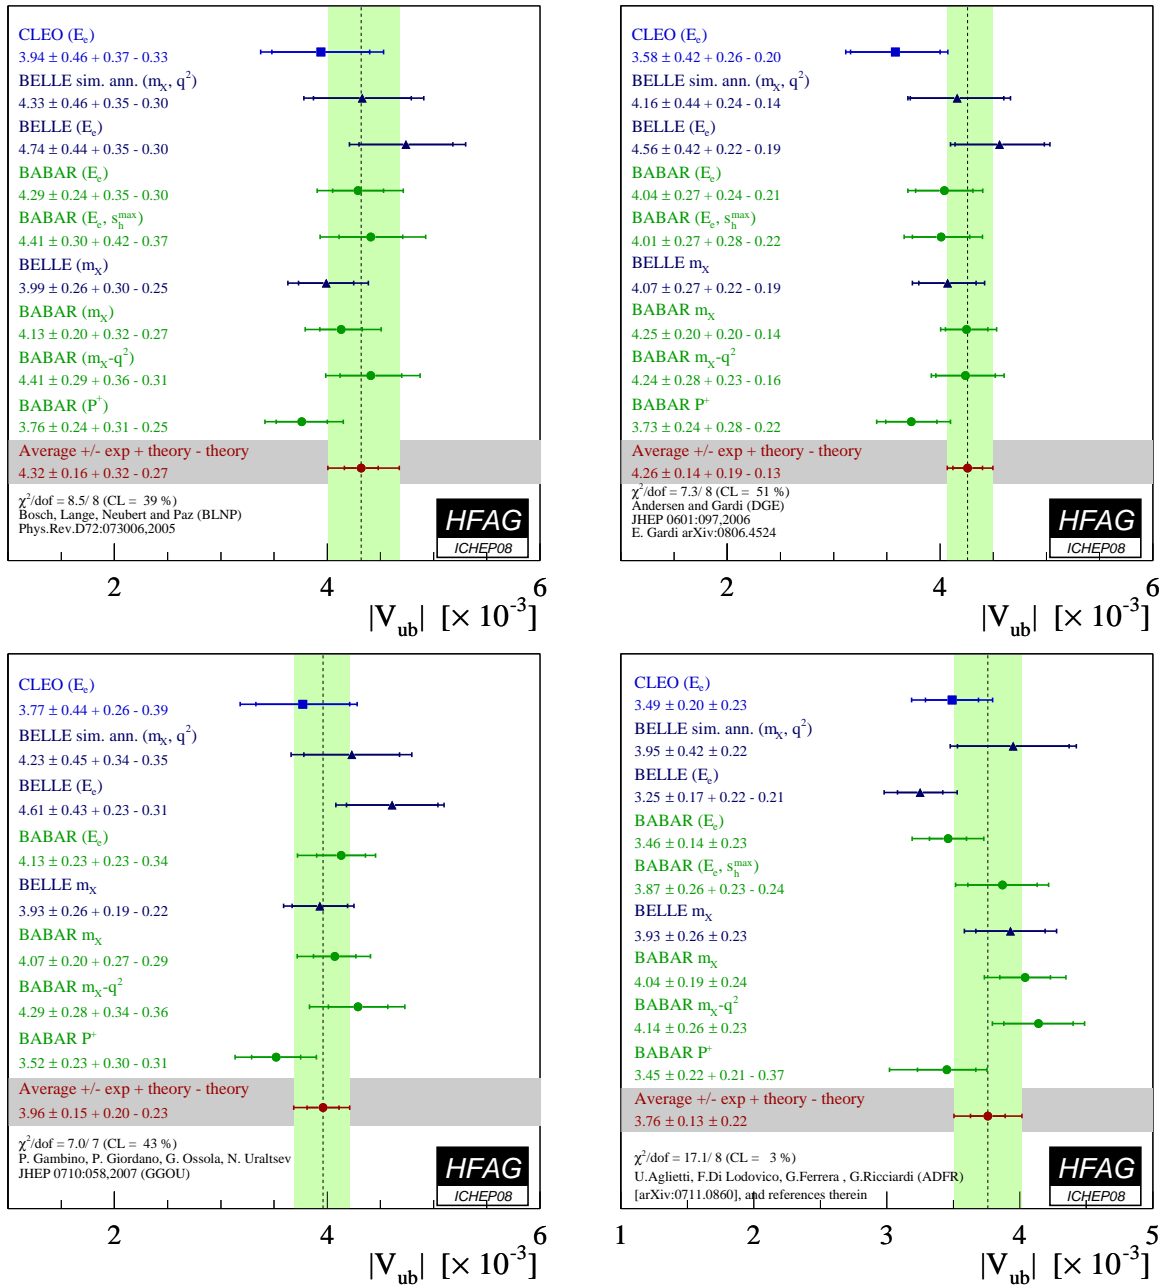 CLEO (E_e)
3.94 ± 0.46 + 0.37 - 0.33
BELLE sim. ann. (m_X, q²)
4.33 ± 0.46 + 0.35 - 0.30
BELLE (E_e)
4.74 ± 0.44 + 0.35 - 0.30
BABAR (E_e)
4.29 ± 0.24 + 0.35 - 0.30
BABAR (E_e, s_h^max)
4.41 ± 0.30 + 0.42 - 0.37
BELLE (m_X)
3.99 ± 0.26 + 0.30 - 0.25
BABAR (m_X)
4.13 ± 0.20 + 0.32 - 0.27
BABAR (m_X-q²)
4.41 ± 0.29 + 0.36 - 0.31
BABAR (P⁺)
3.76 ± 0.24 + 0.31 - 0.25
Average +/- exp + theory - theory
4.32 ± 0.16 + 0.32 - 0.27
χ²/dof = 8.5/ 8 (CL = 39 %)
Bosch, Lange, Neubert and Paz (BLNP)
Phys.Rev.D72:073006,2005
HFAG
ICHEP08
2 4 6
|V_ub| [× 10⁻³]
CLEO (E_e)
3.58 ± 0.42 + 0.26 - 0.20
BELLE sim. ann. (m_X, q²)
4.16 ± 0.44 + 0.24 - 0.14
BELLE (E_e)
4.56 ± 0.42 + 0.22 - 0.19
BABAR (E_e)
4.04 ± 0.27 + 0.24 - 0.21
BABAR (E_e, s_h^max)
4.01 ± 0.27 + 0.28 - 0.22
BELLE m_X
4.07 ± 0.27 + 0.22 - 0.19
BABAR m_X
4.25 ± 0.20 + 0.20 - 0.14
BABAR m_X-q²
4.24 ± 0.28 + 0.23 - 0.16
BABAR P⁺
3.73 ± 0.24 + 0.28 - 0.22
Average +/- exp + theory - theory
4.26 ± 0.14 + 0.19 - 0.13
χ²/dof = 7.3/ 8 (CL = 51 %)
Andersen and Gardi (DGE)
JHEP 0601:097,2006
E. Gardi arXiv:0806.4524
HFAG
ICHEP08
2 4 6
|V_ub| [× 10⁻³]
CLEO (E_e)
3.77 ± 0.44 + 0.26 - 0.39
BELLE sim. ann. (m_X, q²)
4.23 ± 0.45 + 0.34 - 0.35
BELLE (E_e)
4.61 ± 0.43 + 0.23 - 0.31
BABAR (E_e)
4.13 ± 0.23 + 0.23 - 0.34
BELLE m_X
3.93 ± 0.26 + 0.19 - 0.22
BABAR m_X
4.07 ± 0.20 + 0.27 - 0.29
BABAR m_X-q²
4.29 ± 0.28 + 0.34 - 0.36
BABAR P⁺
3.52 ± 0.23 + 0.30 - 0.31
Average +/- exp + theory - theory
3.96 ± 0.15 + 0.20 - 0.23
χ²/dof = 7.0/ 7 (CL = 43 %)
P. Gambino, P. Giordano, G. Ossola, N. Uraltsev
JHEP 0710:058,2007 (GGOU)
HFAG
ICHEP08
2 4 6
|V_ub| [× 10⁻³]
CLEO (E_e)
3.49 ± 0.20 ± 0.23
BELLE sim. ann. (m_X, q²)
3.95 ± 0.42 ± 0.22
BELLE (E_e)
3.25 ± 0.17 + 0.22 - 0.21
BABAR (E_e)
3.46 ± 0.14 ± 0.23
BABAR (E_e, s_h^max)
3.87 ± 0.26 + 0.23 - 0.24
BELLE m_X
3.93 ± 0.26 ± 0.23
BABAR m_X
4.04 ± 0.19 ± 0.24
BABAR m_X-q²
4.14 ± 0.26 ± 0.23
BABAR P⁺
3.45 ± 0.22 + 0.21 - 0.37
Average +/- exp + theory - theory
3.76 ± 0.13 ± 0.22
χ²/dof = 17.1/ 8 (CL = 3 %)
U.Aglietti, F.Di Lodovico, G.Ferrera , G.Ricciardi (ADFR)
[arXiv:0711.0860], and references therein
HFAG
ICHEP08
1 2 3 4 5
|V_ub| [× 10⁻³]